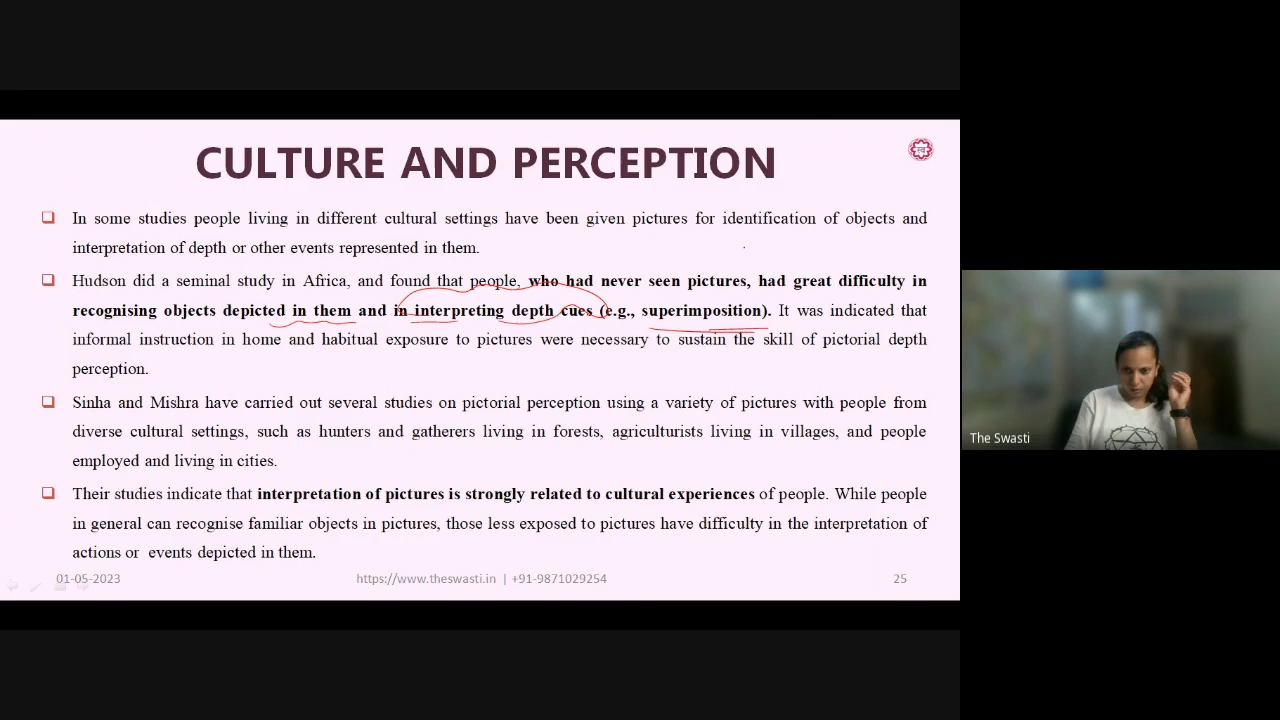 CULTURE AND PERCEPTION
In some studies people living in different cultural settings have been given pictures for identification of objects and
interpretation of depth or other events represented in them.
Hudson did a seminal study in Africa, and found that people, who had never seen pictures, had great difficulty in
recognising objects depicted in them and in interpreting depth cues (e.g., superimposition). It was indicated that
informal instruction in home and habitual exposure to pictures were necessary to sustain the skill of pictorial depth
perception.
Sinha and Mishra have carried out several studies on pictorial perception using a variety of pictures with people from
diverse cultural settings, such as hunters and gatherers living in forests, agriculturists living in villages, and people
employed and living in cities.
Their studies indicate that interpretation of pictures is strongly related to cultural experiences of people. While people
in general can recognise familiar objects in pictures, those less exposed to pictures have difficulty in the interpretation of
actions or events depicted in them.
01-05-2023 https://www.theswasti.in | +91-9871029254 25
The Swasti